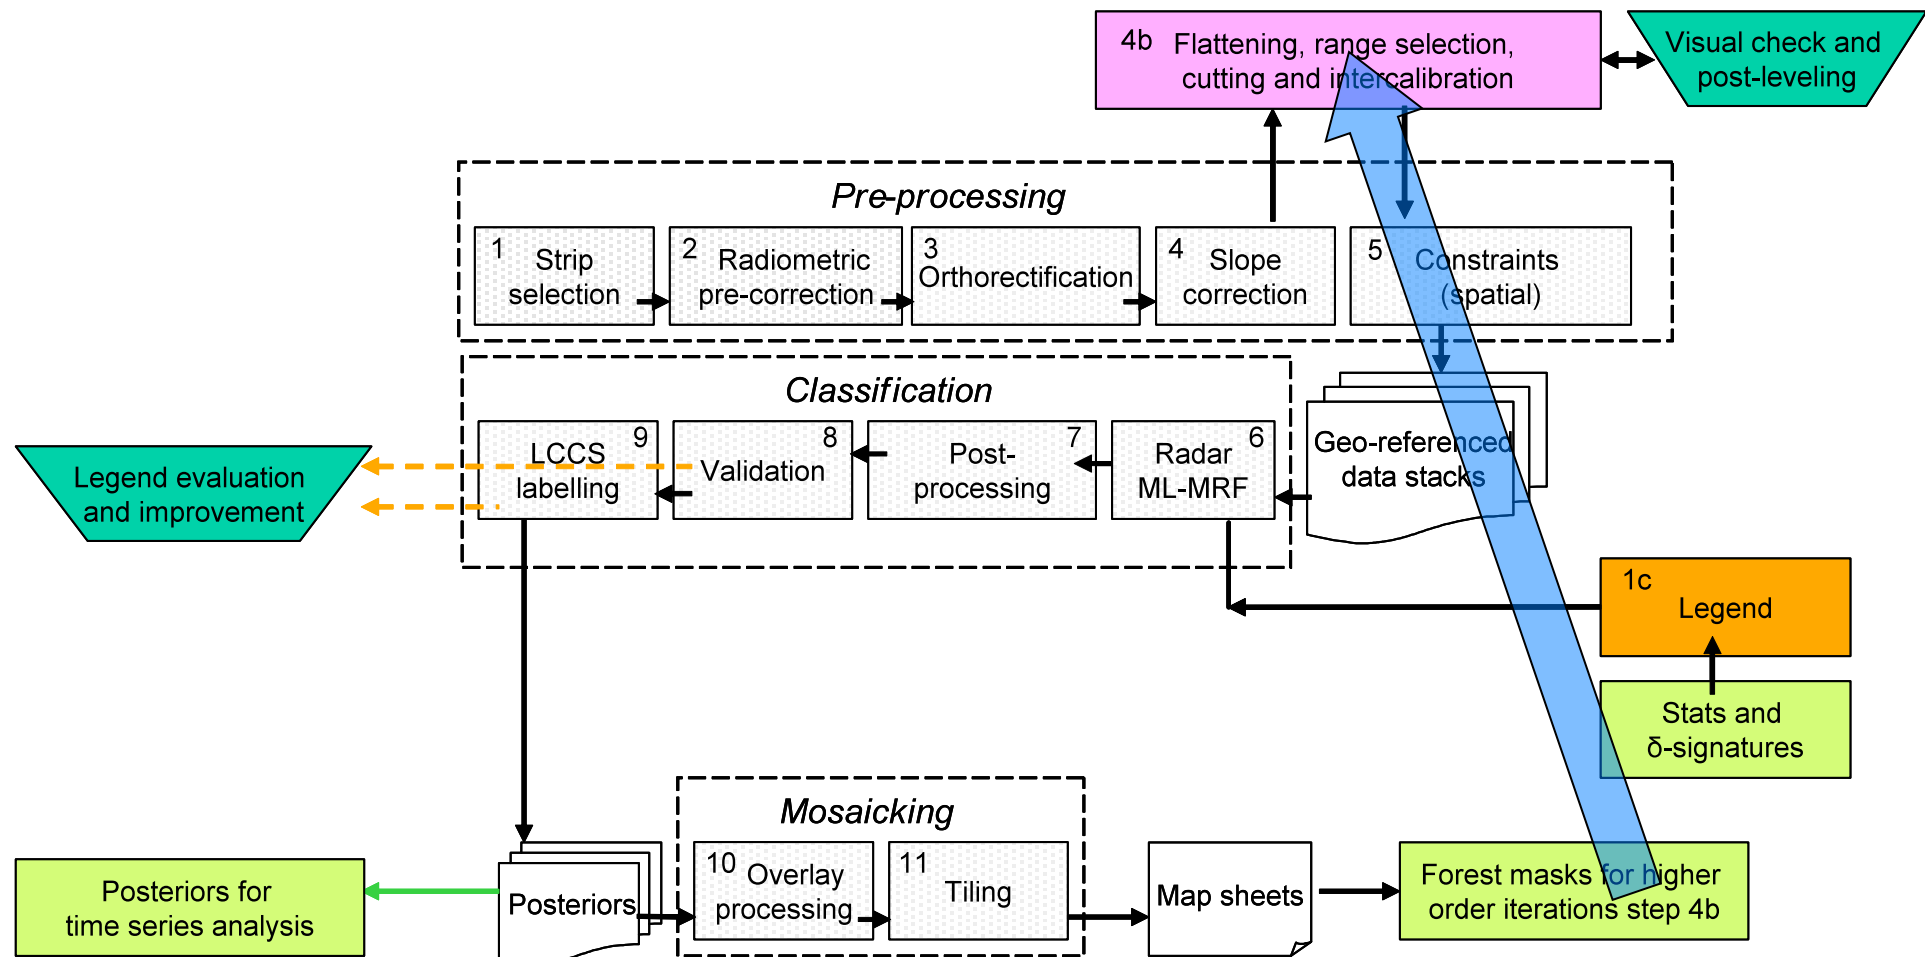 4b Flattening, range selection,
cutting and intercalibration
Visual check and
post-leveling
Pre-processing
1 Strip
selection
2 Radiometric
pre-correction
3
Orthorectification
4 Slope
correction
5 Constraints
(spatial)
Classification
LCCS 9
labelling
8
Validation
Post- 7
processing
Radar 6
ML-MRF
Geo-referenced
data stacks
Legend evaluation
and improvement
1c
Legend
Stats and
δ-signatures
Mosaicking
10 Overlay
processing
11
Tiling
Posteriors
Posteriors for
time series analysis
Map sheets
Forest masks for higher
order iterations step 4b